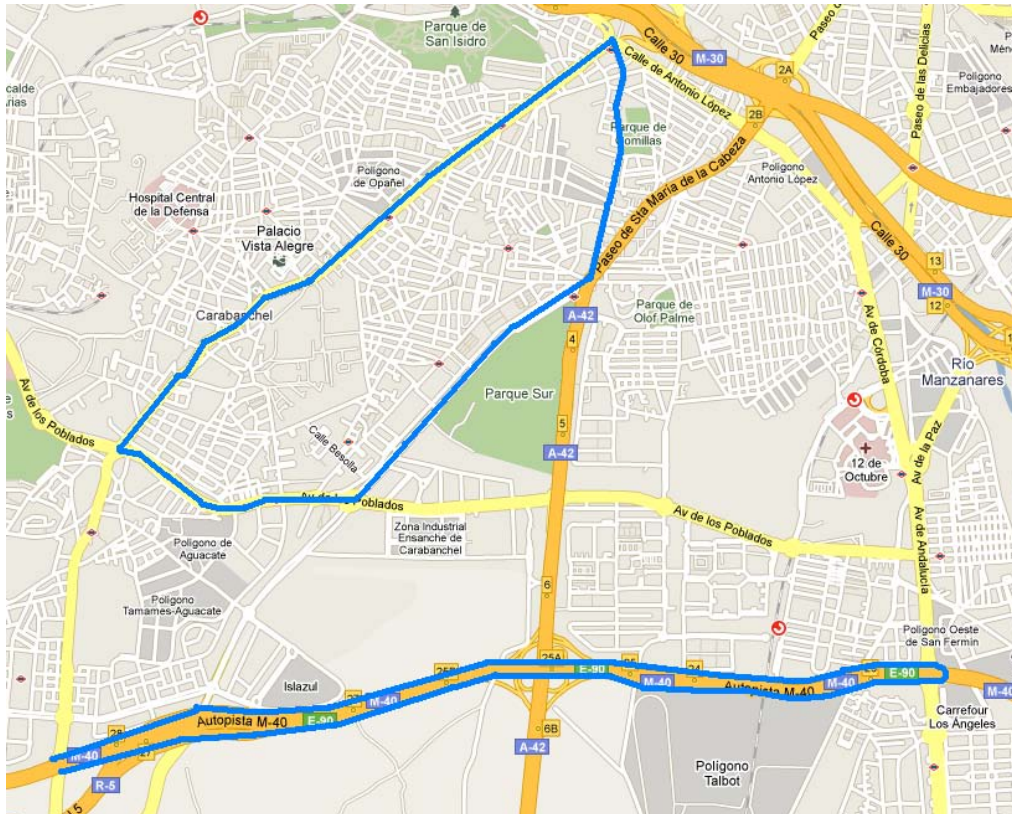 Parque de
San Isidro
Calle 30
M-30
2A
Calle de Antonio López
2B
Paseo de las Delicias
Polígono
Embajadores
Parque de
Comillas
Polígono
Antonio López
Paseo de Sta María de la Cabeza
Polígono
de Opañel
Hospital Central
de la Defensa
Palacio
Vista Alegre
Calle 30
13
M-30
12
Carabanchel
Parque de
Olof Palme
A-42
4
Av de Córdoba
Río
Manzanares
Av de los Poblados
Parque Sur
5
A-42
Calle Besolla
12 de
Octubre
Av de la Paz
Av de los Poblados
Av de los Poblados
Av de Andalucía
Zona Industrial
Ensanche de
Carabanchel
Polígono de
Aguacate
6
Polígono
Tamames-Aguacate
Polígono Oeste
de San Fermín
25B
25A
E-90
25
24
M-40
Autopista M-40
M-40
E-90
M-40
Islazul
27
M-40
Autopista M-40
E-90
28
27
M-40
R-5
6B
A-42
Carrefour
Los Ángeles
Polígono
Talbot